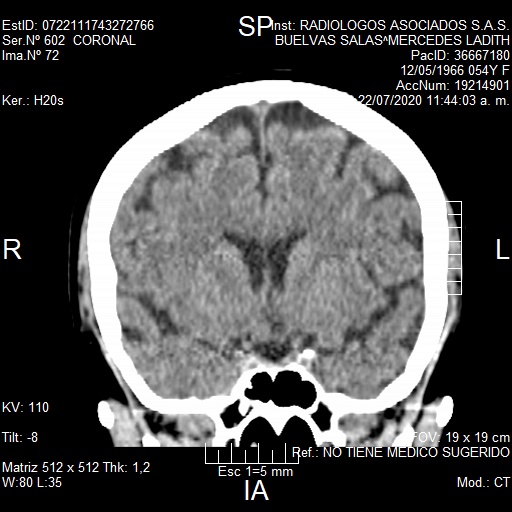 EstID: 0722111743272766
Ser.Nº 602 CORONAL
Ima.Nº 72
Ker.: H20s
SP
Inst: RADIOLOGOS ASOCIADOS S.A.S.
BUELVAS SALAS^MERCEDES LADITH
PacID: 36667180
12/05/1966 054Y F
AccNum: 19214901
22/07/2020 11:44:03 a. m.
R
L
KV: 110
Tilt: -8
Matriz 512 x 512 Thk: 1,2
W:80 L:35
Esc 1=5 mm
IA
FOV: 19 x 19 cm
Ref.: NO TIENE MEDICO SUGERIDO
Mod.: CT